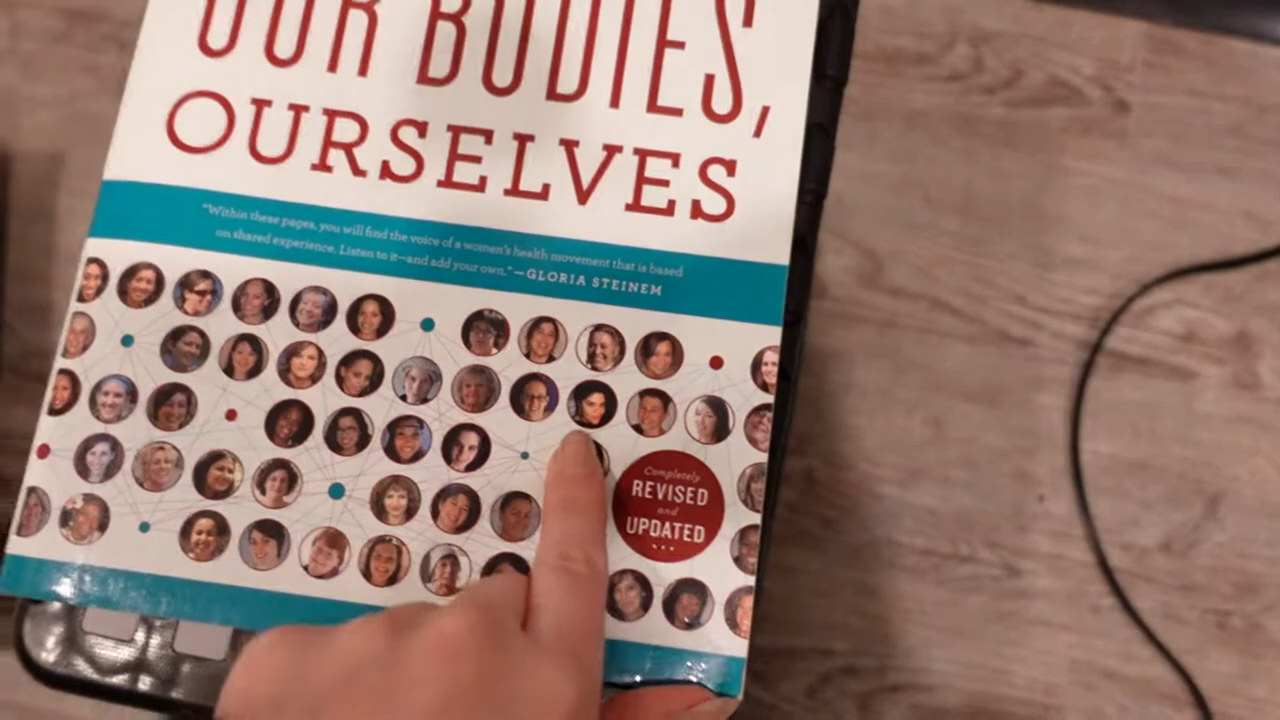 OUR BODIES,
OURSELVES
"Within these pages, you will find the voice of a women's health movement that is based
on shared experience. Listen to it—and add your own." —GLORIA STEINEM
Completely
REVISED
and
UPDATED